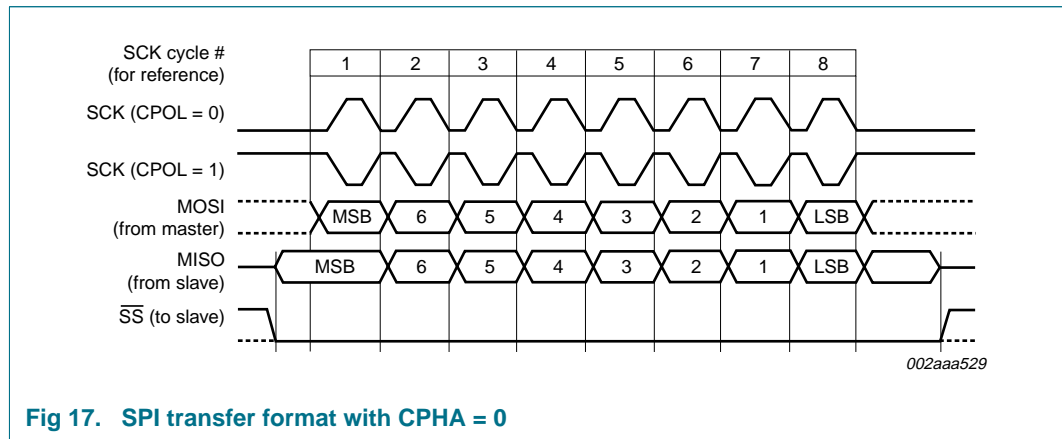 SCK cycle #
(for reference)
1 2 3 4 5 6 7 8
SCK (CPOL = 0)
SCK (CPOL = 1)
MOSI
(from master)
MSB 6 5 4 3 2 1 LSB
MISO
(from slave)
MSB 6 5 4 3 2 1 LSB
SS (to slave)
002aaa529
Fig 17. SPI transfer format with CPHA = 0